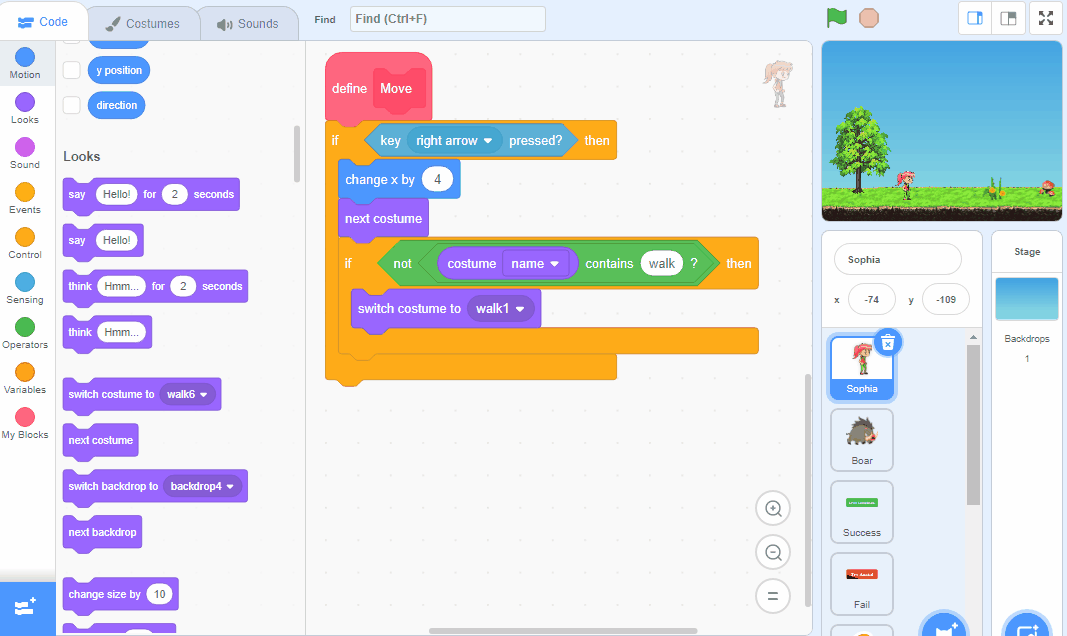 Code
Costumes
Sounds
Find
Find (Ctrl+F)
Motion
Looks
Sound
Events
Control
Sensing
Operators
Variables
My Blocks
y position
direction
Looks
say Hello! for 2 seconds
say Hello!
think Hmm... for 2 seconds
think Hmm...
switch costume to walk6
next costume
switch backdrop to backdrop4
next backdrop
change size by 10
define Move
if key right arrow pressed? then
change x by 4
next costume
if not costume name contains walk ? then
switch costume to walk1
Sophia
x -74 y -109
Sophia
Boar
Success
Fail
Stage
Backdrops
1